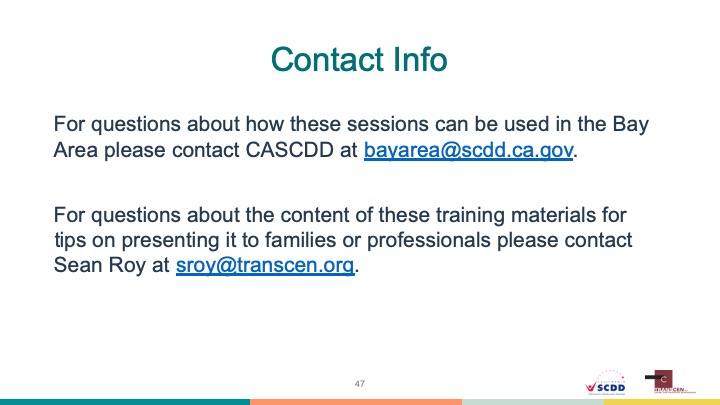 Contact Info
For questions about how these sessions can be used in the Bay
Area please contact CASCDD at bayarea@scdd.ca.gov.
For questions about the content of these training materials for
tips on presenting it to families or professionals please contact
Sean Roy at sroy@transcen.org.
47
SCDD
TRANSCEN